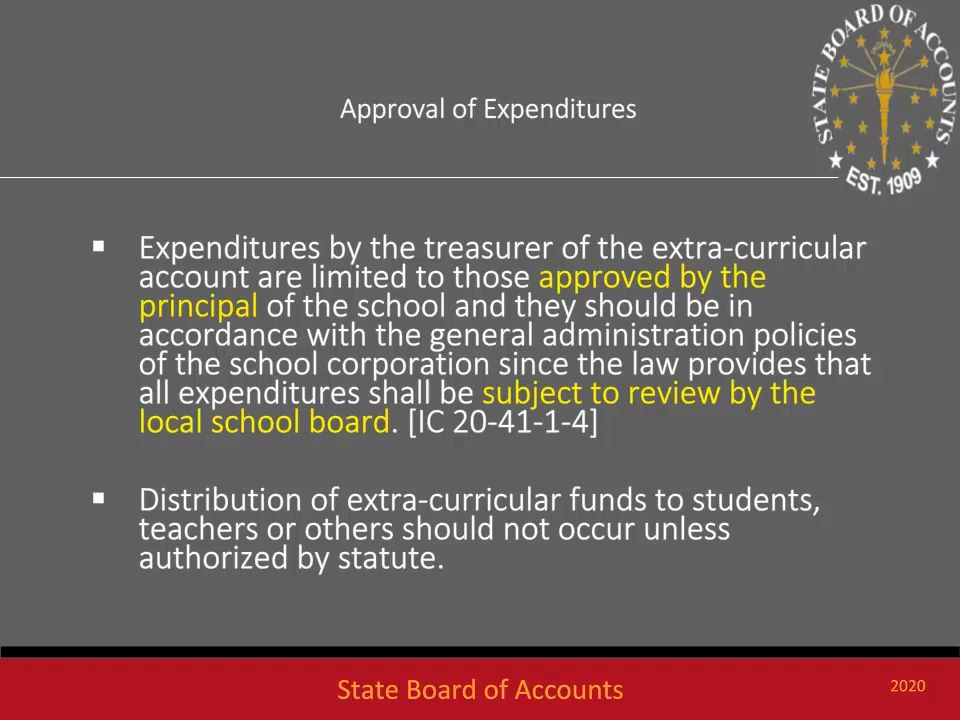 STATE BOARD OF ACCOUNTS
INDIANA
EST. 1909
Approval of Expenditures
Expenditures by the treasurer of the extra-curricular
account are limited to those approved by the
principal of the school and they should be in
accordance with the general administration policies
of the school corporation since the law provides that
all expenditures shall be subject to review by the
local school board. [IC 20-41-1-4]
Distribution of extra-curricular funds to students,
teachers or others should not occur unless
authorized by statute.
State Board of Accounts
2020